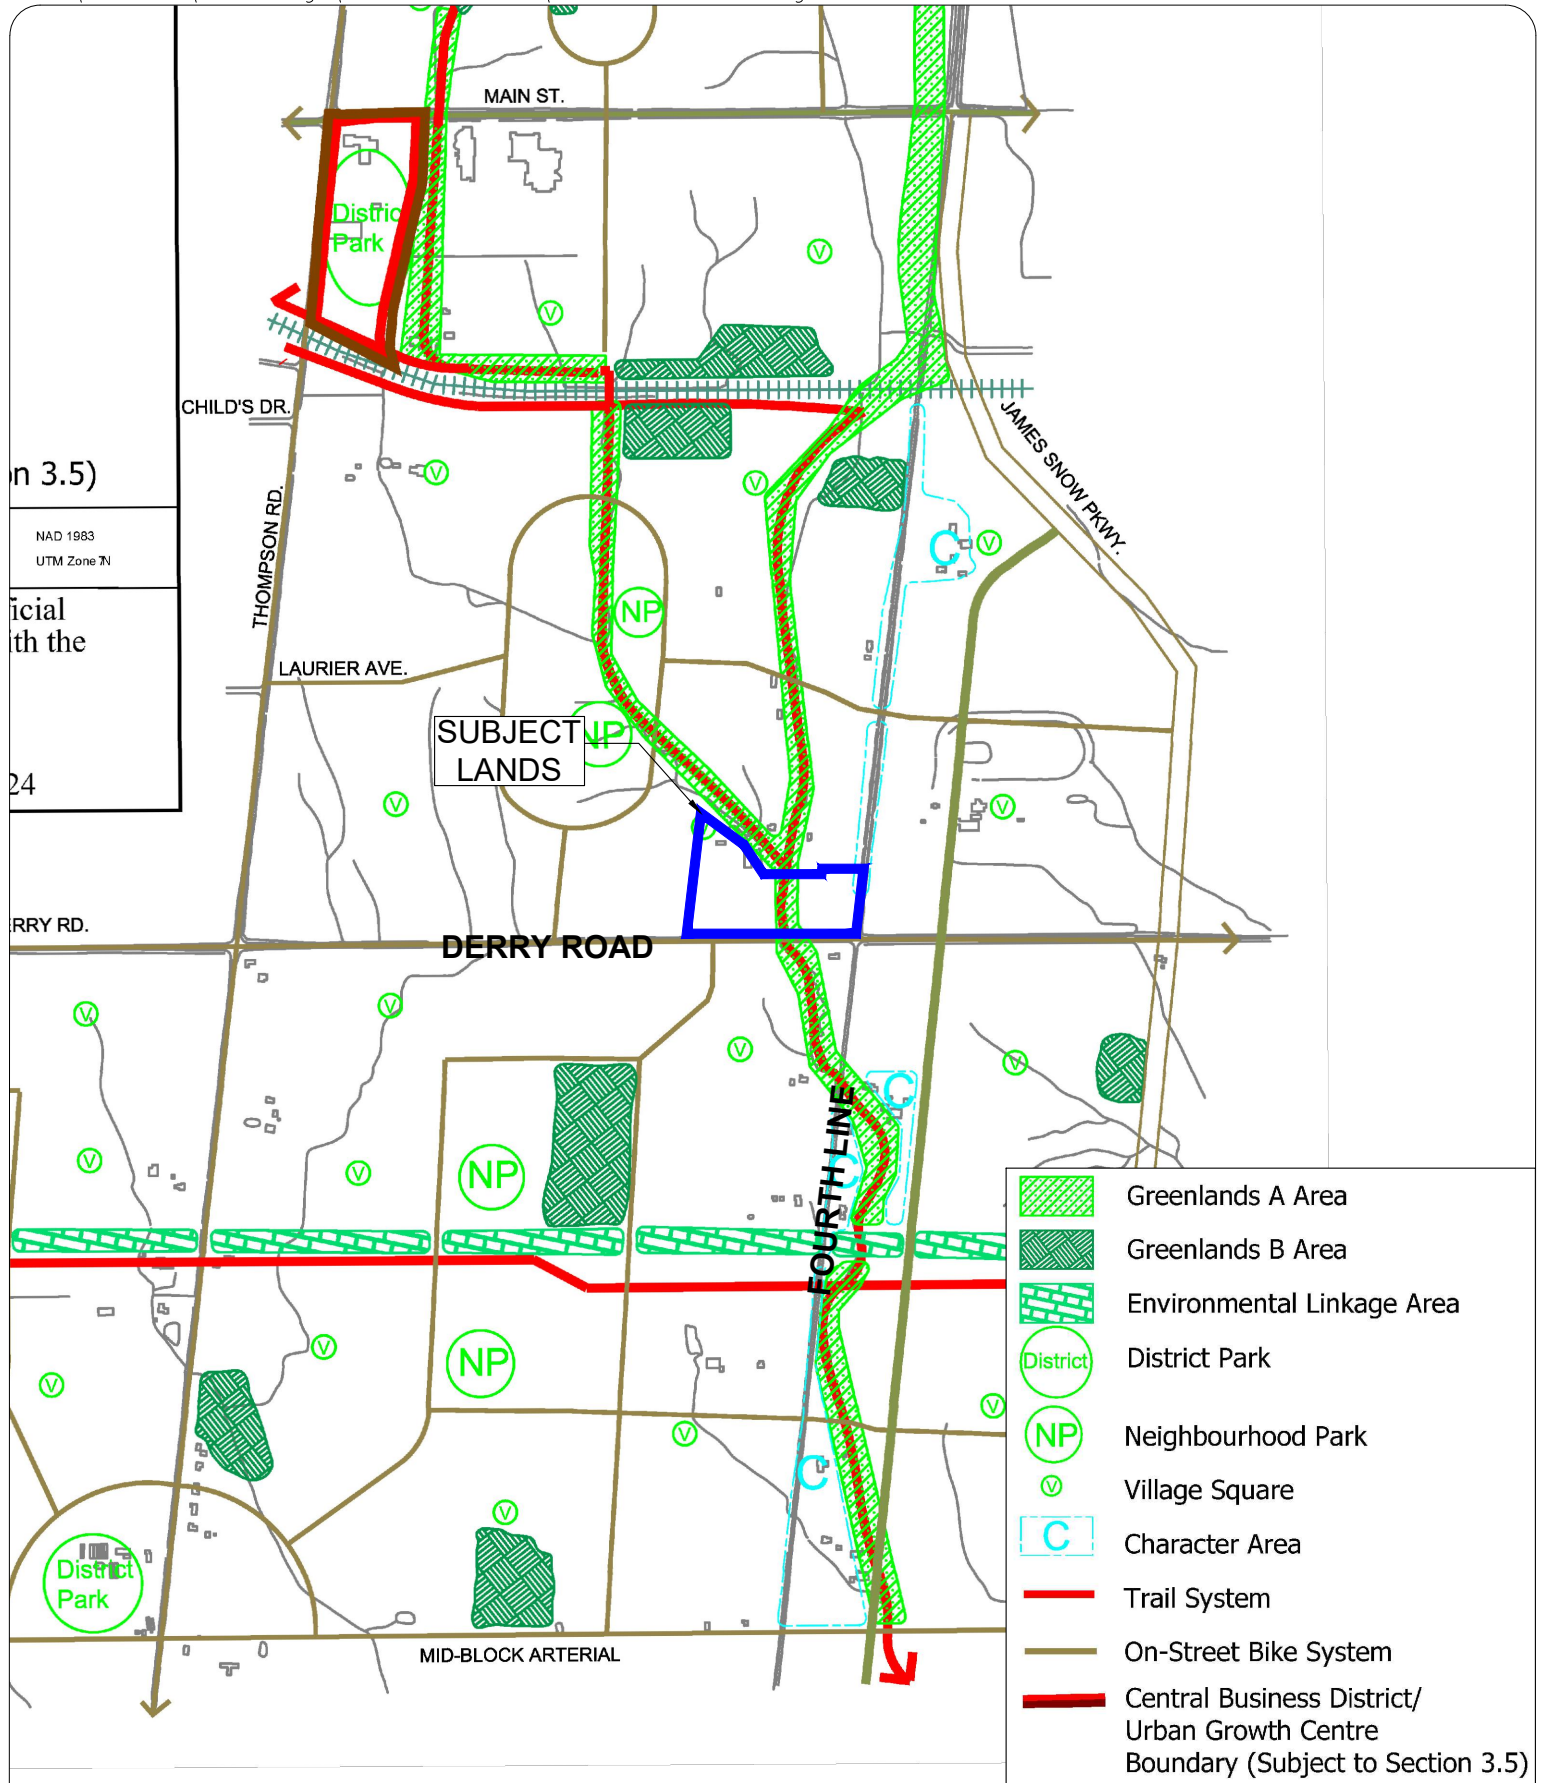 MAIN ST.
District
Park
V
V
CHILD'S DR.
JAMES SNOW PKWY.
n 3.5)
V
V
THOMPSON RD.
NAD 1983
C
V
UTM Zone 7N
icial
NP
ith the
LAURIER AVE.
SUBJECT
LANDS
NP
24
V
V
ERRY RD.
DERRY ROAD
V
V
V
V
C
FOURTH LINE
V
V
NP
C
Greenlands A Area
Greenlands B Area
Environmental Linkage Area
District
District Park
V
NP
V
V
NP
Neighbourhood Park
V
V
Village Square
C
V
C
Character Area
District
Park
Trail System
MID-BLOCK ARTERIAL
On-Street Bike System
Central Business District/
Urban Growth Centre
Boundary (Subject to Section 3.5)